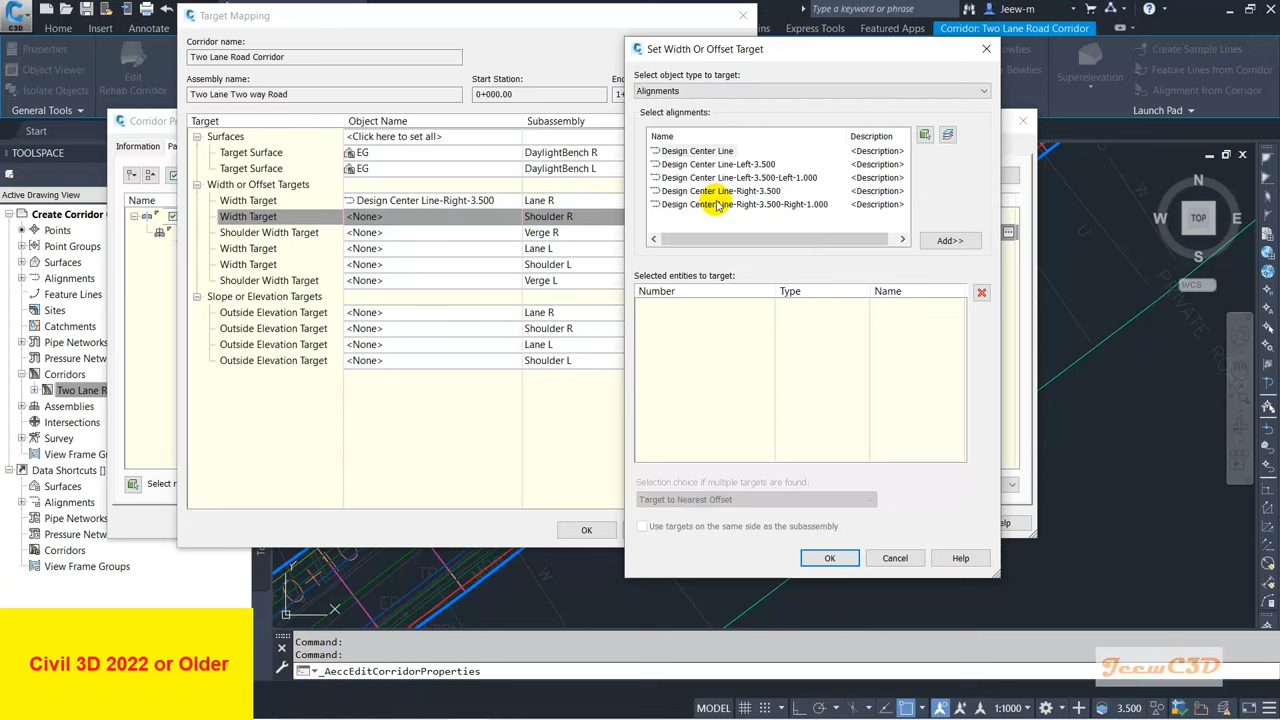 C3D
Type a keyword or phrase
Jeew-m
Home
Insert
Annotate
Express Tools
Featured Apps
Corridor: Two Lane Road Corridor
Properties
Object Viewer
Isolate Objects
General Tools
Edit
Rehab Corridor
Superelevation
Create Sample Lines
Feature Lines from Corridor
Alignment from Corridor
Launch Pad
Start
TOOLSPACE
Active Drawing View
Create Corridor
Points
Point Groups
Surfaces
Alignments
Feature Lines
Sites
Catchments
Pipe Networks
Pressure Netw
Corridors
Two Lane R
Assemblies
Intersections
Survey
View Frame Groups
Data Shortcuts []
Surfaces
Alignments
Pipe Networks
Pressure Netw
Corridors
View Frame Groups
Corridor Pr
Information
Pa
Name
Select r
Target Mapping
Corridor name:
Two Lane Road Corridor
Assembly name:
Two Lane Two way Road
Start Station:
0+000.00
Target
Object Name
Subassembly
Surfaces
<Click here to set all>
Target Surface
EG
DaylightBench R
Target Surface
EG
DaylightBench L
Width or Offset Targets
Width Target
Design Center Line-Right-3.500
Lane R
Width Target
<None>
Shoulder R
Shoulder Width Target
<None>
Verge R
Width Target
<None>
Lane L
Width Target
<None>
Shoulder L
Shoulder Width Target
<None>
Verge L
Slope or Elevation Targets
Outside Elevation Target
<None>
Lane R
Outside Elevation Target
<None>
Shoulder R
Outside Elevation Target
<None>
Lane L
Outside Elevation Target
<None>
Shoulder L
OK
Set Width Or Offset Target
Select object type to target:
Alignments
Select alignments:
Name
Description
Design Center Line
<Description>
Design Center Line-Left-3.500
<Description>
Design Center Line-Left-3.500-Left-1.000
<Description>
Design Center Line-Right-3.500
<Description>
Design Center Line-Right-3.500-Right-1.000
<Description>
Add>>
Selected entities to target:
Number
Type
Name
Selection choice if multiple targets are found:
Target to Nearest Offset
Use targets on the same side as the subassembly
OK
Cancel
Help
N
W
TOP
E
S
WCS
PRIVATE
Command:
Command:
_AeccEditCorridorProperties
Civil 3D 2022 or Older
JeewC3D
MODEL
1:1000
3.500